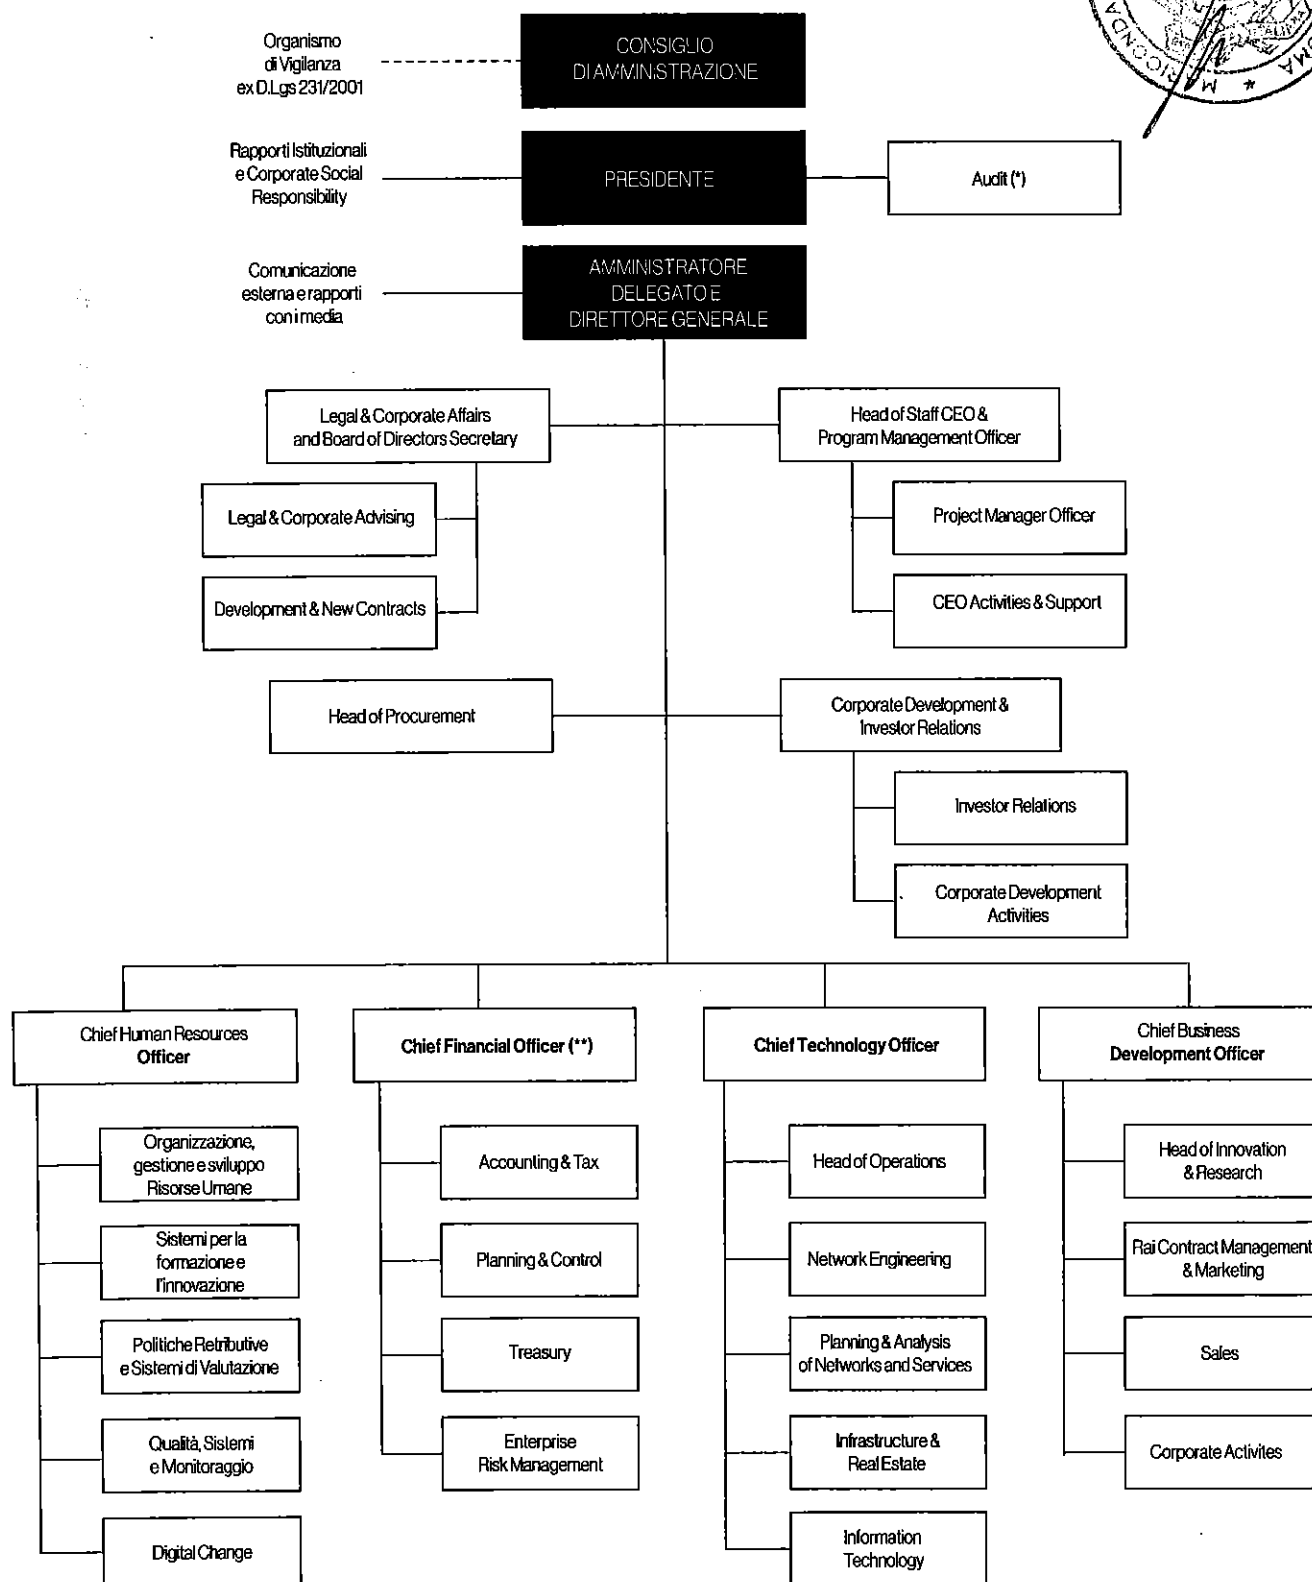 Organismo
di Vigilanza
ex D.Lgs 231/2001
CONSIGLIO
DI AMMINISTRAZIONE
RICONDA
MA
Rapporti Istituzionali
e Corporate Social
Responsibility
PRESIDENTE
Audit (*)
Comunicazione
esterna e rapporti
con i media
AMMINISTRATORE
DELEGATO E
DIRETTORE GENERALE
Legal & Corporate Affairs
and Board of Directors Secretary
Head of Staff CEO &
Program Management Officer
Legal & Corporate Advising
Project Manager Officer
Development & New Contracts
CEO Activities & Support
Head of Procurement
Corporate Development &
Investor Relations
Investor Relations
Corporate Development
Activities
Chief Human Resources
Officer
Chief Financial Officer (**)
Chief Technology Officer
Chief Business
Development Officer
Organizzazione,
gestione e sviluppo
Risorse Umane
Accounting & Tax
Head of Operations
Head of Innovation
& Research
Sistemi per la
formazione e
l'innovazione
Planning & Control
Network Engineering
Rai Contract Management
& Marketing
Politiche Retributive
e Sistemi di Valutazione
Treasury
Planning & Analysis
of Networks and Services
Sales
Qualità, Sistemi
e Monitoraggio
Enterprise
Risk Management
Infrastructure &
Real Estate
Corporate Activites
Digital Change
Information
Technology